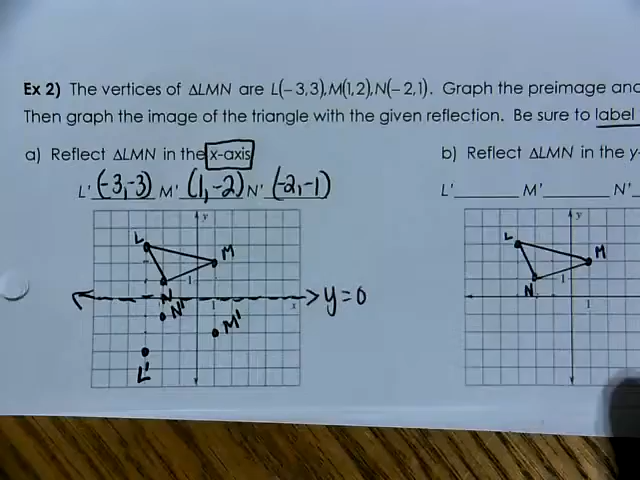 Ex 2) The vertices of ΔLMN are L(−3,3), M(1,2), N(−2,1). Graph the preimage and
Then graph the image of the triangle with the given reflection. Be sure to label
a) Reflect ΔLMN in the x-axis
b) Reflect ΔLMN in the y-
L' (-3,-3) M' (1,-2) N' (-2,-1)
L' M' N'
y
L
M
1
N
y=0
N'
1
x
M'
L'
y
L
M
1
N
1